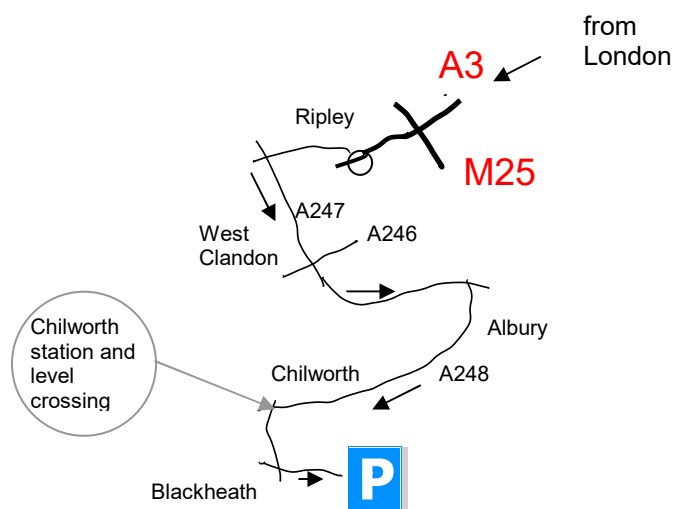 from
London
A3
Ripley
M25
A247
West
Clandon
A246
Chilworth
station and
level
crossing
Albury
Chilworth
A248
Blackheath
P